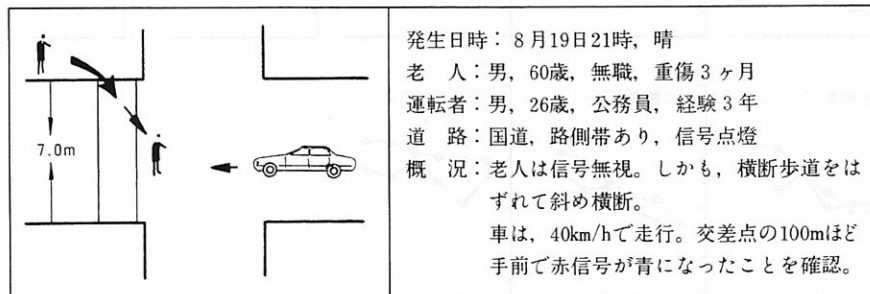 7.0m
発生日時：8月19日21時，晴
老　人：男，60歳，無職，重傷3ヶ月
運転者：男，26歳，公務員，経験3年
道　路：国道，路側帯あり，信号点燈
概　況：老人は信号無視。しかも，横断歩道をは
ずれて斜め横断。
車は，40km/hで走行。交差点の100mほど
手前で赤信号が青になったことを確認。